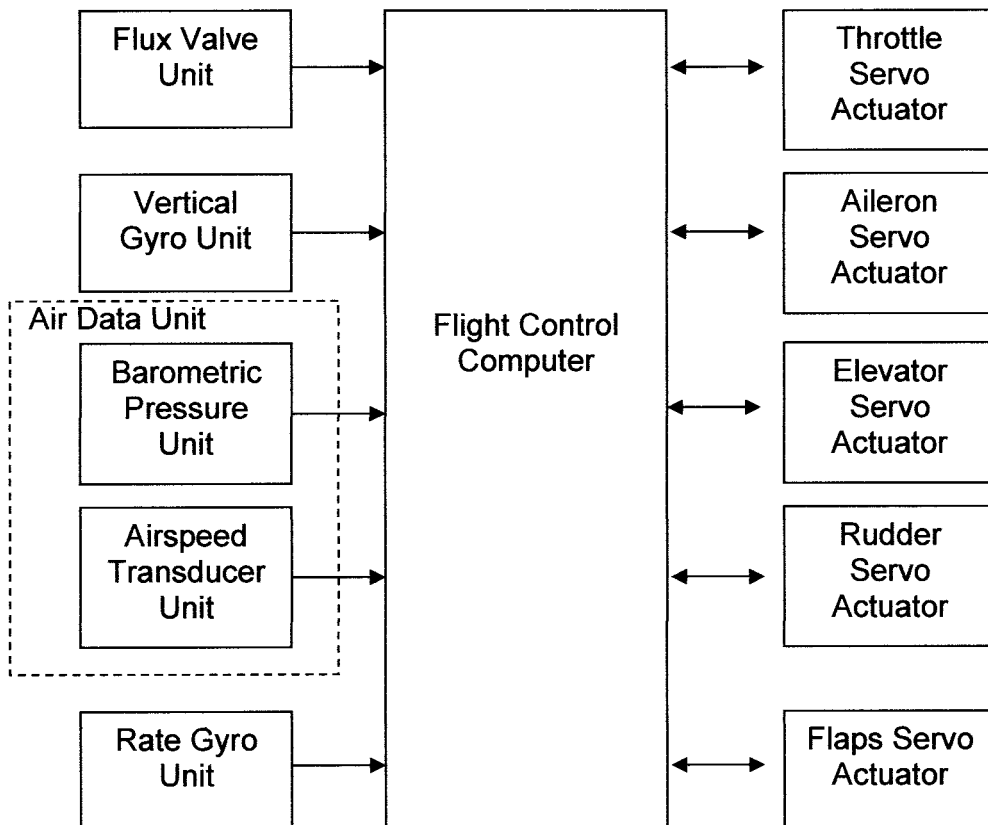 Flux Valve
Unit
Vertical
Gyro Unit
Air Data Unit
Barometric
Pressure
Unit
Airspeed
Transducer
Unit
Rate Gyro
Unit
Flight Control
Computer
Throttle
Servo
Actuator
Aileron
Servo
Actuator
Elevator
Servo
Actuator
Rudder
Servo
Actuator
Flaps Servo
Actuator